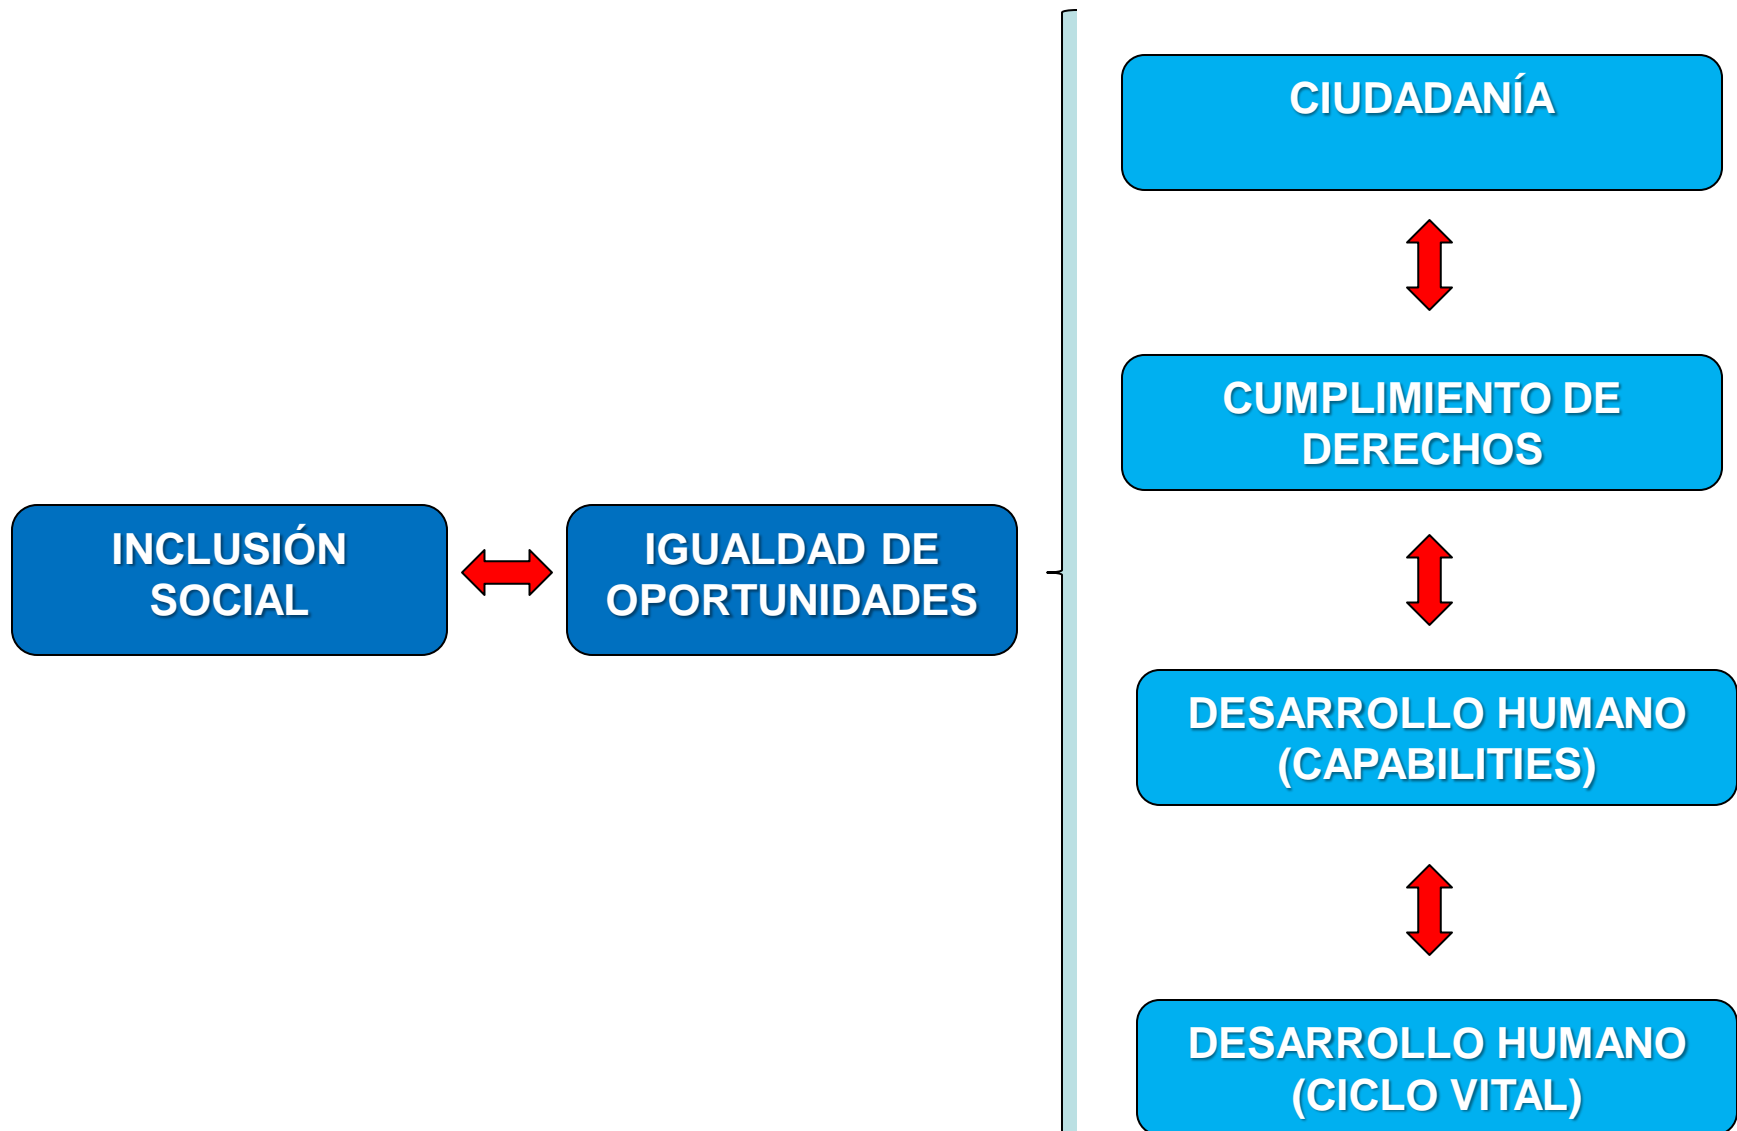 CIUDADANÍA
CUMPLIMIENTO DE
DERECHOS
INCLUSIÓN
SOCIAL
IGUALDAD DE
OPORTUNIDADES
DESARROLLO HUMANO
(CAPABILITIES)
DESARROLLO HUMANO
(CICLO VITAL)